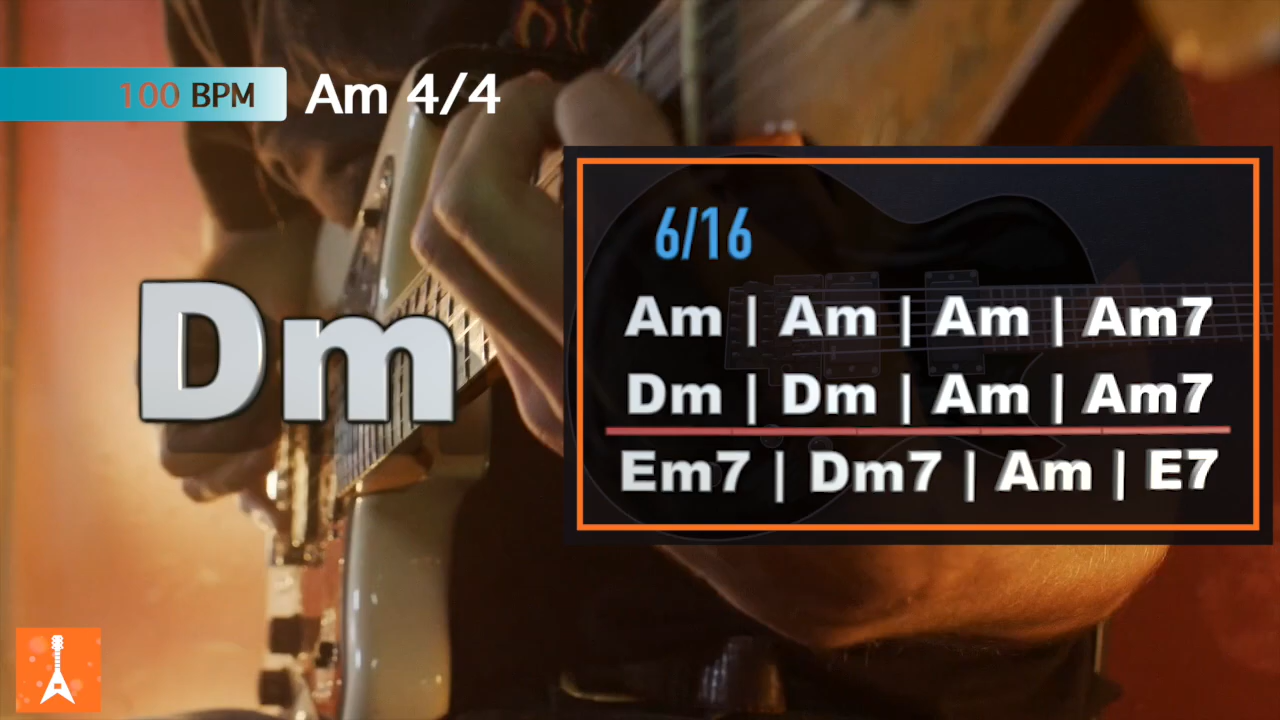 100 BPM Am 4/4
Dm
6/16
Am | Am | Am | Am7
Dm | Dm | Am | Am7
Em7 | Dm7 | Am | E7